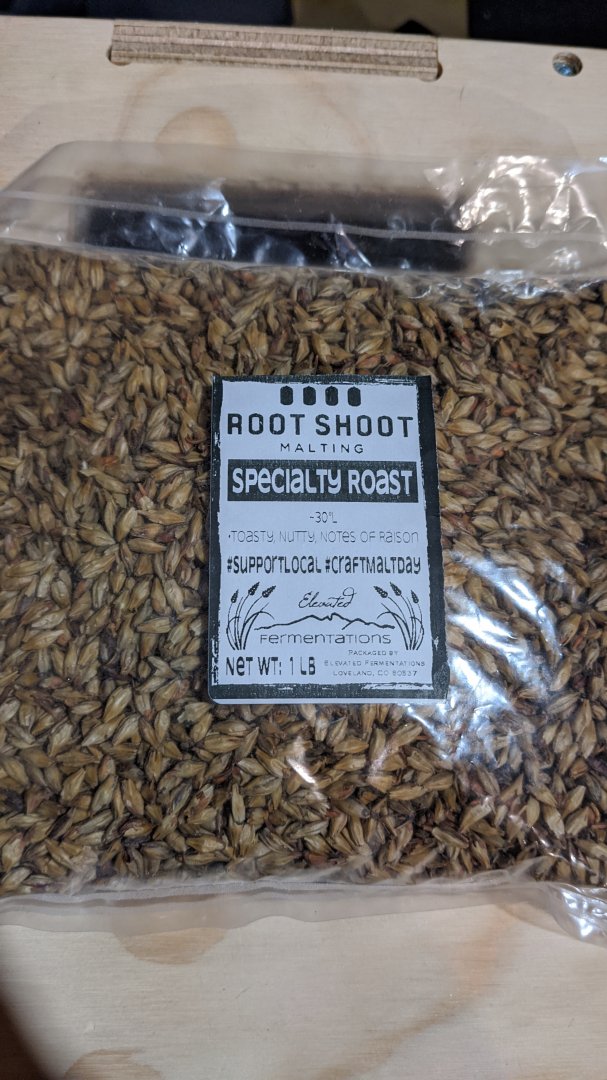 ROOT SHOOT
MALTING
SPECIALTY ROAST
~30°L
•TOASTY, NUTTY, NOTES OF RAISON
#SUPPORTLOCAL #CRAFTMALTDAY
Elevated
FERMENTATIONS
NET WT: 1 LB
PACKAGED BY
ELEVATED FERMENTATIONS
LOVELAND, CO 80537